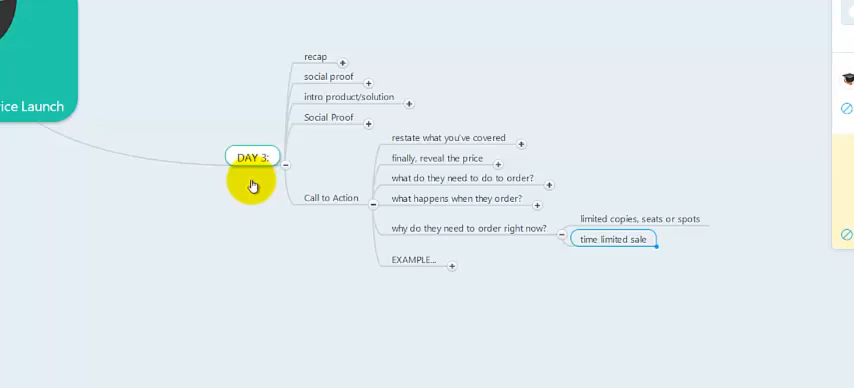 ice Launch
DAY 3:
recap
social proof
intro product/solution
Social Proof
Call to Action
restate what you've covered
finally, reveal the price
what do they need to do to order?
what happens when they order?
why do they need to order right now?
limited copies, seats or spots
time limited sale
EXAMPLE...